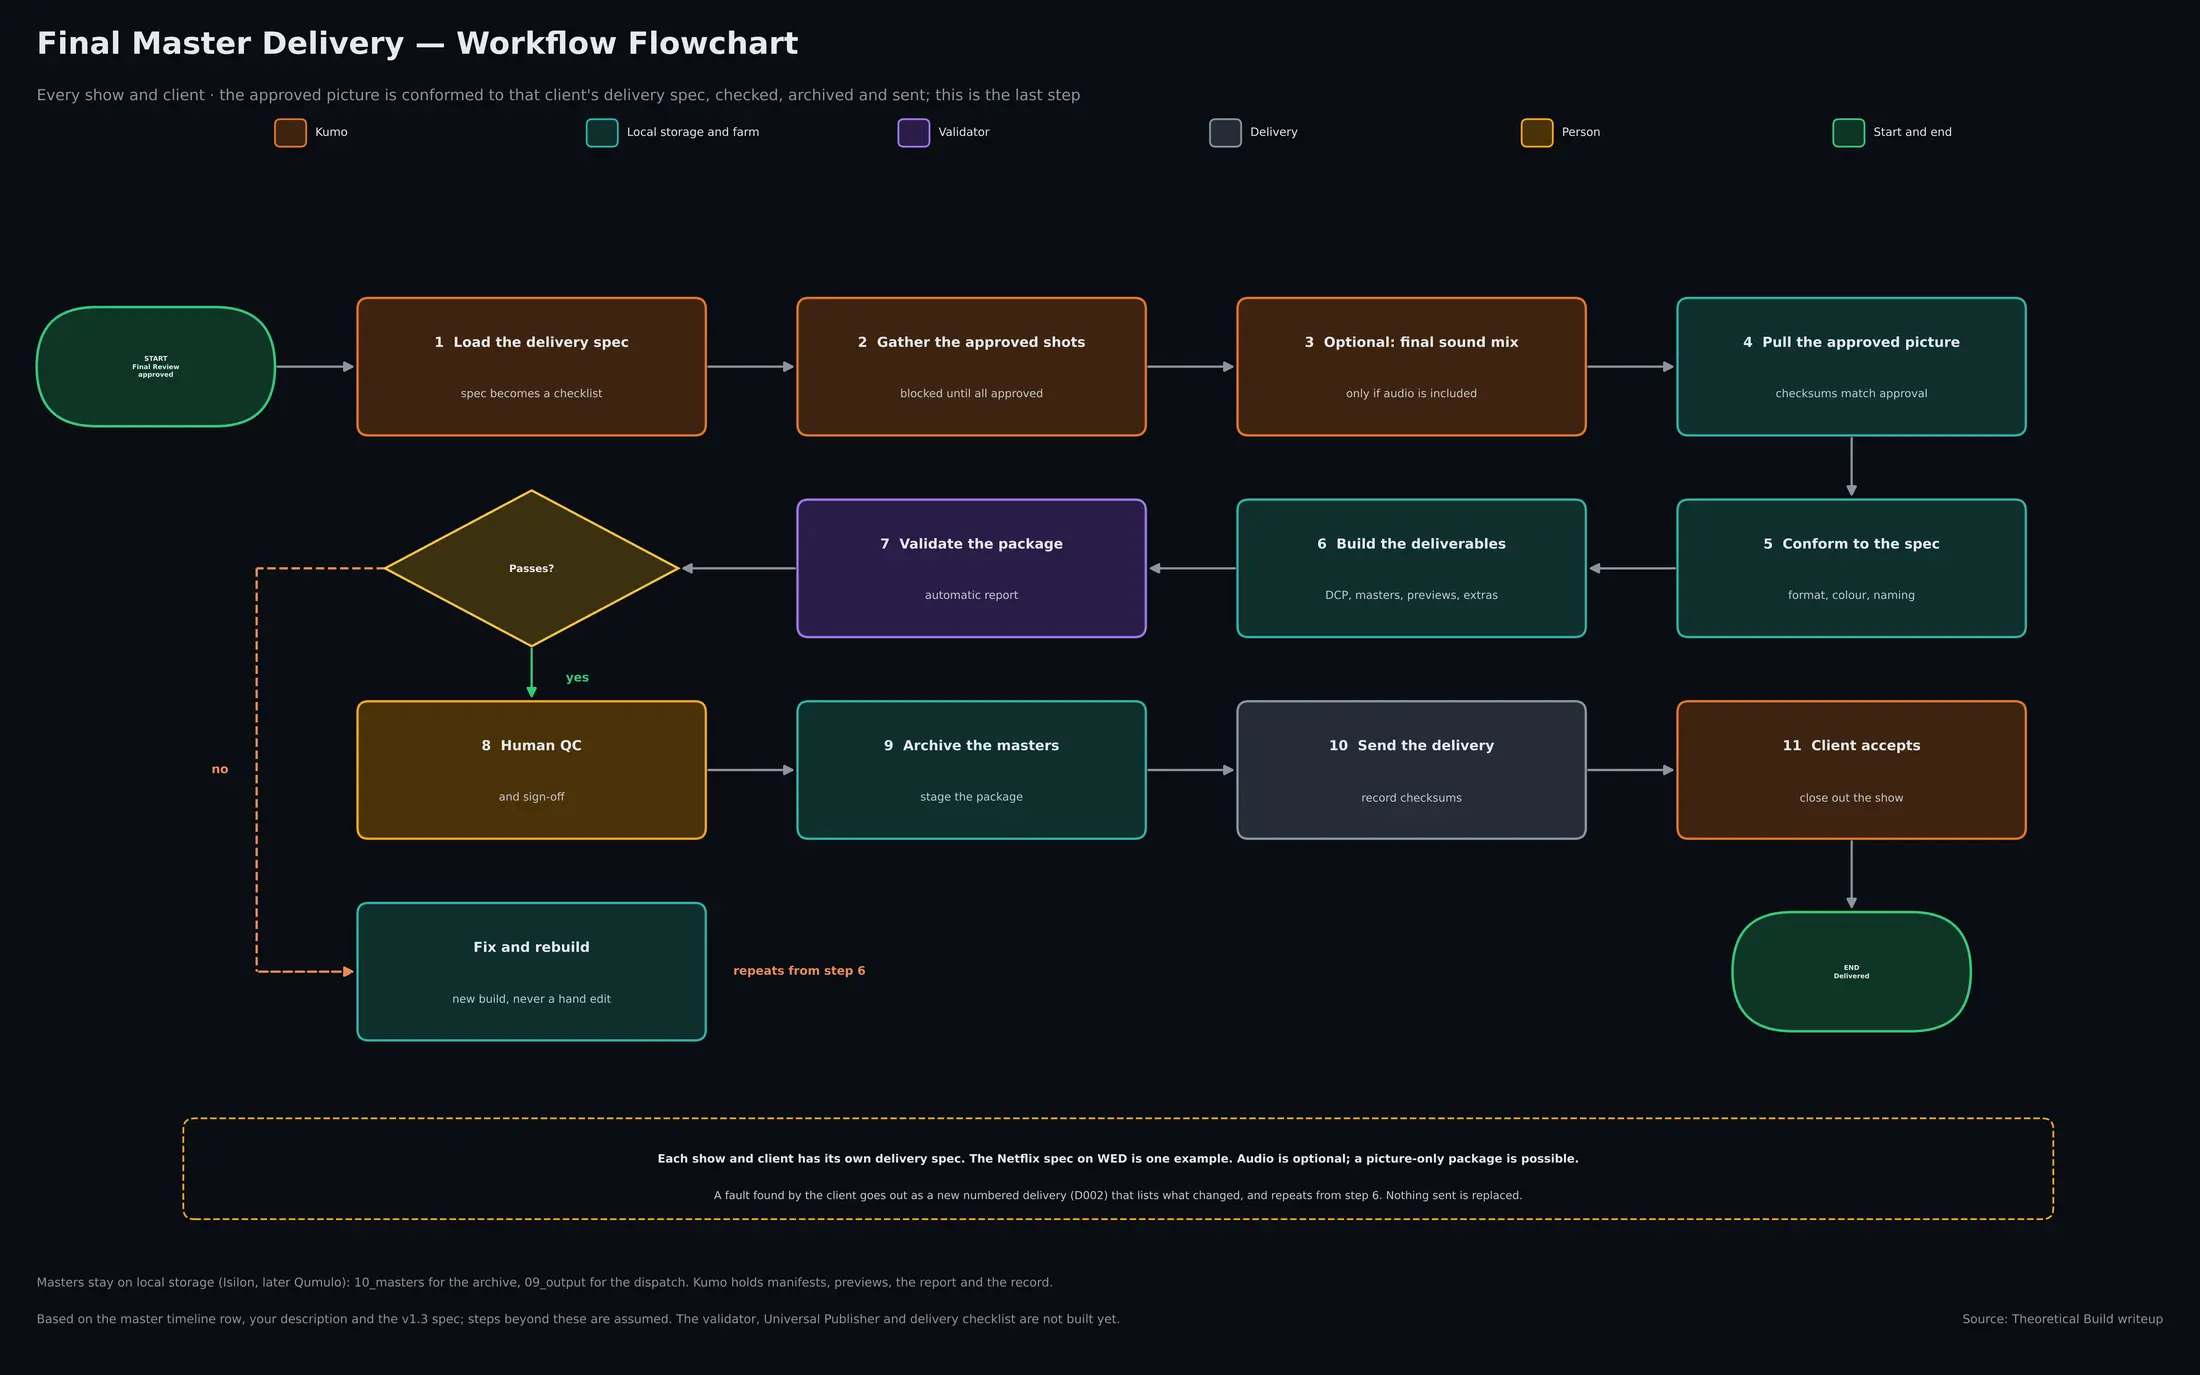 Final Master Delivery — Workflow Flowchart
Every show and client · the approved picture is conformed to that client's delivery spec, checked, archived and sent; this is the last step
Kumo
Local storage and farm
Validator
Delivery
Person
Start and end
START
Final Review
approved
1 Load the delivery spec
spec becomes a checklist
2 Gather the approved shots
blocked until all approved
3 Optional: final sound mix
only if audio is included
4 Pull the approved picture
checksums match approval
Passes?
7 Validate the package
automatic report
6 Build the deliverables
DCP, masters, previews, extras
5 Conform to the spec
format, colour, naming
yes
no
8 Human QC
and sign-off
9 Archive the masters
stage the package
10 Send the delivery
record checksums
11 Client accepts
close out the show
Fix and rebuild
new build, never a hand edit
repeats from step 6
END
Delivered
Each show and client has its own delivery spec. The Netflix spec on WED is one example. Audio is optional; a picture-only package is possible.
A fault found by the client goes out as a new numbered delivery (D002) that lists what changed, and repeats from step 6. Nothing sent is replaced.
Masters stay on local storage (Isilon, later Qumulo): 10_masters for the archive, 09_output for the dispatch. Kumo holds manifests, previews, the report and the record.
Based on the master timeline row, your description and the v1.3 spec; steps beyond these are assumed. The validator, Universal Publisher and delivery checklist are not built yet.
Source: Theoretical Build writeup